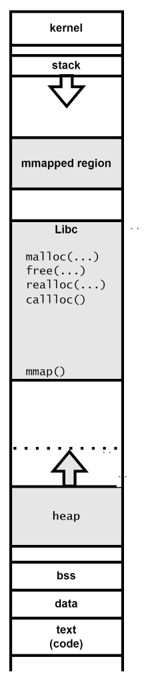 kernel
stack
mmapped region
Libc
malloc(...)
free(...)
realloc(...)
callloc()
mmap()
heap
bss
data
text
(code)